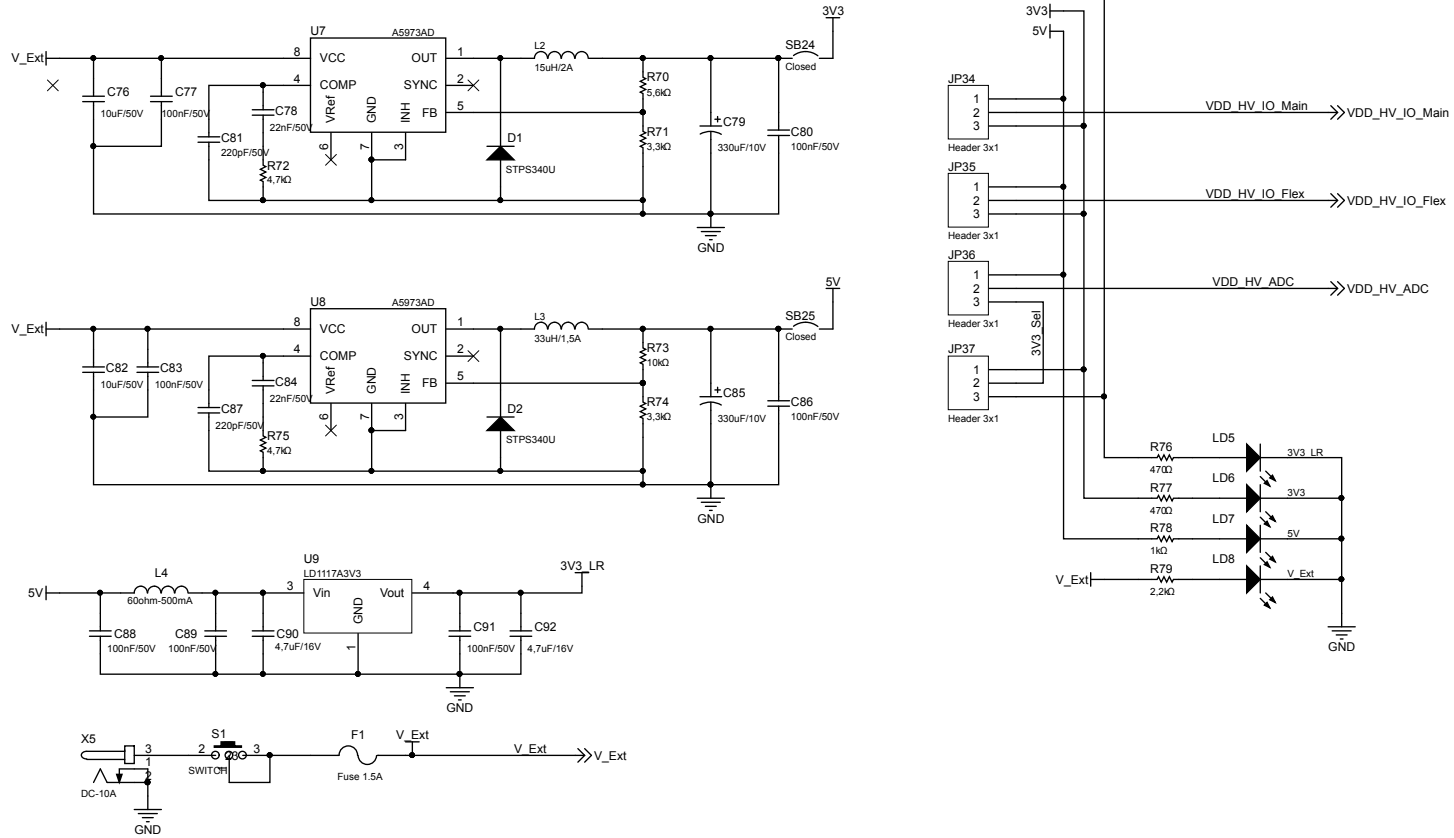 3V3
U7
A5973AD
V_Ext
8 VCC OUT 1
L2
15uH/2A
SB24
Closed
4 COMP SYNC 2
FB 5
VRef GND INH
6 7 3
C76
10uF/50V
C77
100nF/50V
C78
22nF/50V
C81
220pF/50V
R72
4,7kΩ
D1
STPS340U
R70
5,6kΩ
R71
3,3kΩ
C79
330uF/10V
C80
100nF/50V
GND
5V
U8
A5973AD
V_Ext
8 VCC OUT 1
L3
33uH/1,5A
SB25
Closed
4 COMP SYNC 2
FB 5
VRef GND INH
6 7 3
C82
10uF/50V
C83
100nF/50V
C84
22nF/50V
C87
220pF/50V
R75
4,7kΩ
D2
STPS340U
R73
10kΩ
R74
3,3kΩ
C85
330uF/10V
C86
100nF/50V
GND
U9
LD1117A3V3
5V
L4
60ohm-500mA
3 Vin Vout 4
GND
1
3V3_LR
C88
100nF/50V
C89
100nF/50V
C90
4,7uF/16V
C91
100nF/50V
C92
4,7uF/16V
GND
X5
3
1
2
DC-10A
GND
S1
2 3
SWITCH
F1
Fuse 1.5A
V_Ext
V_Ext
V_Ext
3V3
5V
JP34
1
2
3
Header 3x1
VDD_HV_IO_Main
VDD_HV_IO_Main
JP35
1
2
3
Header 3x1
VDD_HV_IO_Flex
VDD_HV_IO_Flex
JP36
1
2
3
Header 3x1
VDD_HV_ADC
VDD_HV_ADC
3V3_Sel
JP37
1
2
3
Header 3x1
R76
470Ω
LD5
3V3_LR
R77
470Ω
LD6
3V3
R78
1kΩ
LD7
5V
V_Ext
R79
2,2kΩ
LD8
V_Ext
GND